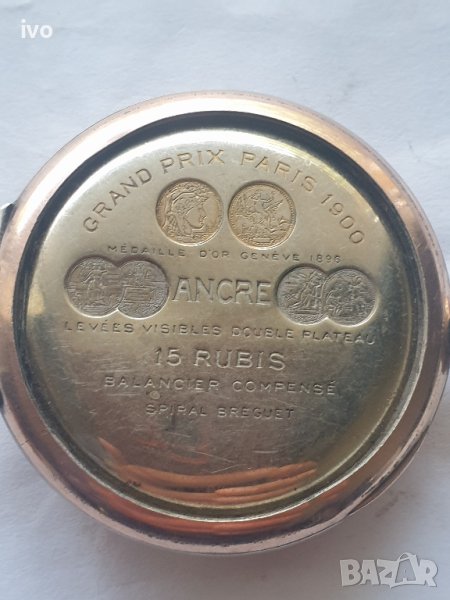 ivo
GRAND PRIX PARIS 1900
MÉDAILLE D'OR GENÈVE 1896
ANCRE
LEVÉES VISIBLES DOUBLE PLATEAU
15 RUBIS
BALANCIER COMPENSÉ
SPIRAL BREGUET
BAZAR